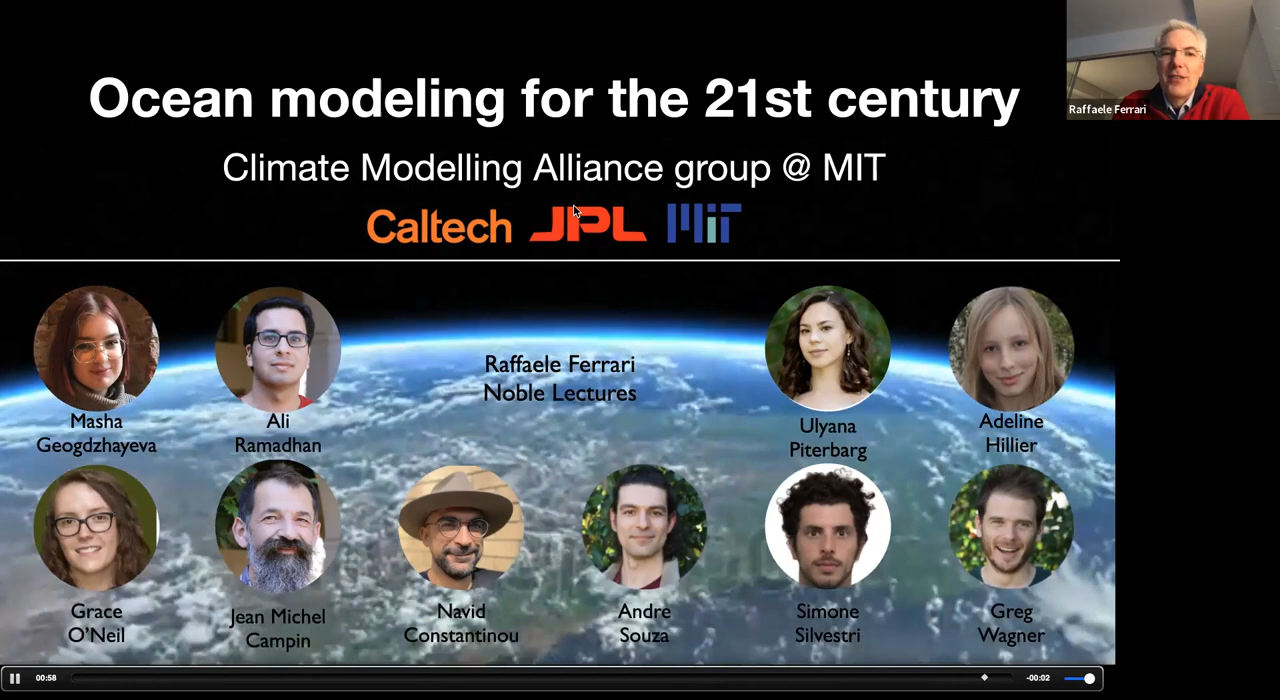 Ocean modeling for the 21st century
Raffaele Ferrari
Climate Modelling Alliance group @ MIT
Caltech JPL MIT
Raffaele Ferrari
Noble Lectures
Masha
Geogdzhayeva
Ali
Ramadhan
Ulyana
Piterbarg
Adeline
Hillier
Grace
O'Neil
Jean Michel
Campin
Navid
Constantinou
Andre
Souza
Simone
Silvestri
Greg
Wagner
00:58
-00:02